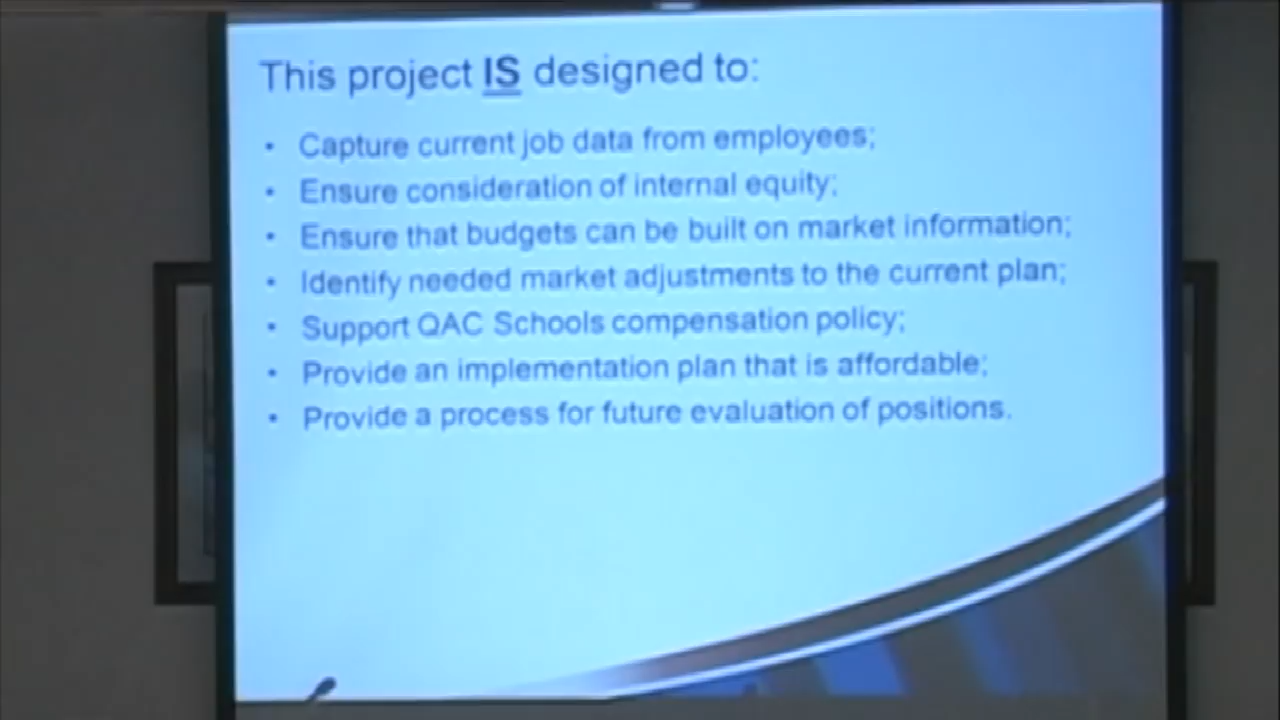 This project IS designed to:
• Capture current job data from employees;
• Ensure consideration of internal equity;
• Ensure that budgets can be built on market information;
• Identify needed market adjustments to the current plan;
• Support QAC Schools compensation policy;
• Provide an implementation plan that is affordable;
• Provide a process for future evaluation of positions.